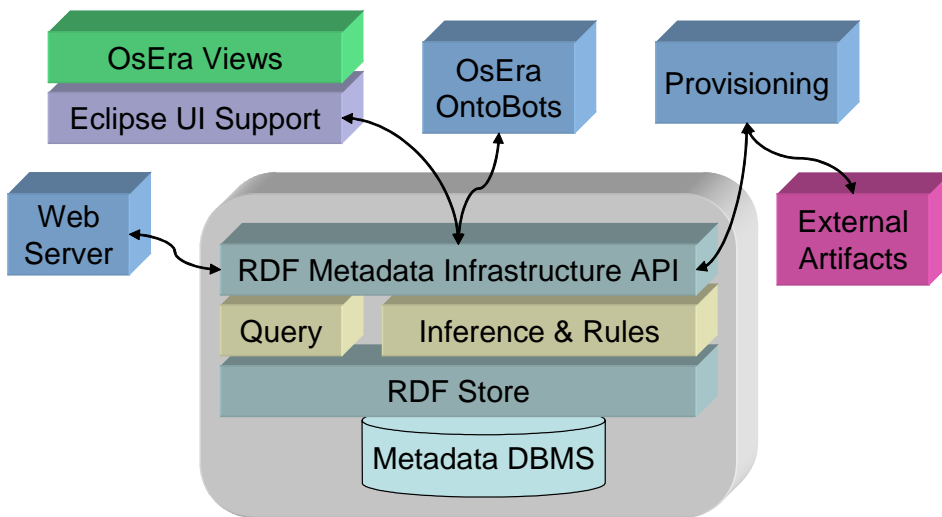 OsEra Views
Eclipse UI Support
OsEra
OntoBots
Provisioning
Web
Server
External
Artifacts
RDF Metadata Infrastructure API
Query
Inference & Rules
RDF Store
Metadata DBMS